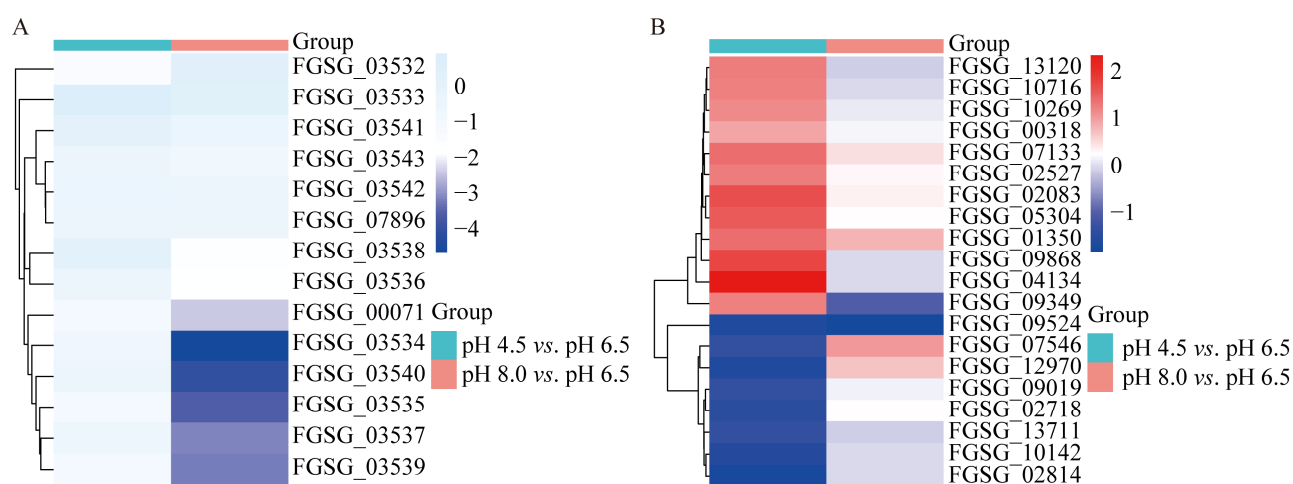 A
Group
FGSG_03532
FGSG_03533
FGSG_03541
FGSG_03543
FGSG_03542
FGSG_07896
FGSG_03538
FGSG_03536
FGSG_00071
FGSG_03534
FGSG_03540
FGSG_03535
FGSG_03537
FGSG_03539
0
−1
−2
−3
−4
Group
pH 4.5 vs. pH 6.5
pH 8.0 vs. pH 6.5
B
Group
FGSG_13120
FGSG_10716
FGSG_10269
FGSG_00318
FGSG_07133
FGSG_02527
FGSG_02083
FGSG_05304
FGSG_01350
FGSG_09868
FGSG_04134
FGSG_09349
FGSG_09524
FGSG_07546
FGSG_12970
FGSG_09019
FGSG_02718
FGSG_13711
FGSG_10142
FGSG_02814
2
1
0
−1
Group
pH 4.5 vs. pH 6.5
pH 8.0 vs. pH 6.5